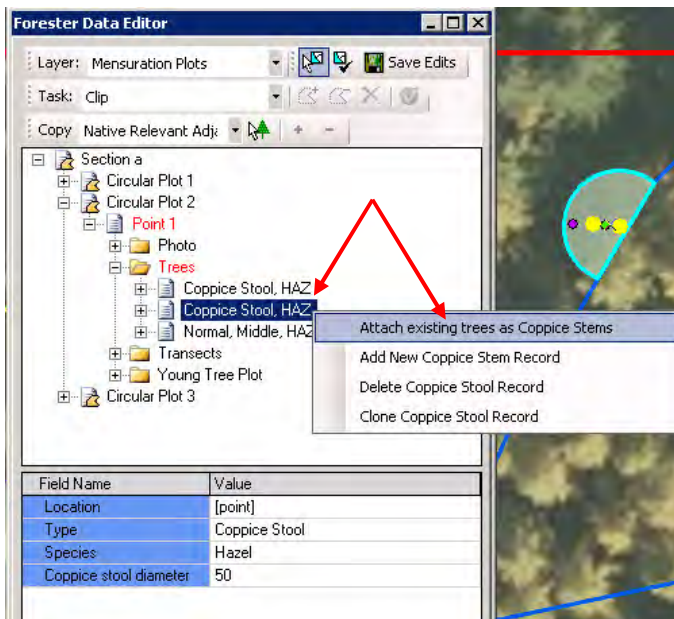 Forester Data Editor
Layer: Mensuration Plots Save Edits
Task: Clip
Copy Native Relevant Adj
Section a
Circular Plot 1
Circular Plot 2
Point 1
Photo
Trees
Coppice Stool, HAZ
Coppice Stool, HAZ
Normal, Middle, HAZ
Transects
Young Tree Plot
Circular Plot 3
Attach existing trees as Coppice Stems
Add New Coppice Stem Record
Delete Coppice Stool Record
Clone Coppice Stool Record
Field Name Value
Location [point]
Type Coppice Stool
Species Hazel
Coppice stool diameter 50